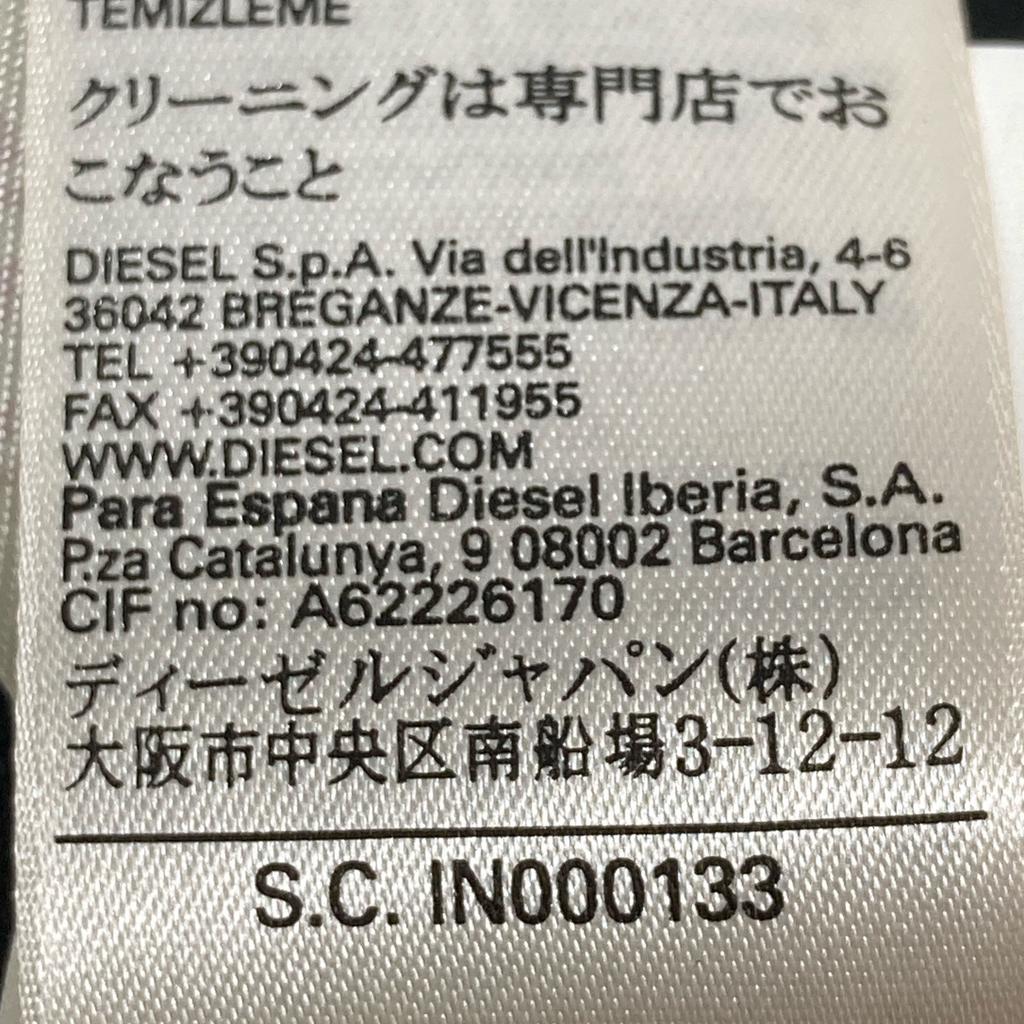 TEMIZLEME
クリーニングは専門店でお
こなうこと
DIESEL S.p.A. Via dell'Industria, 4-6
36042 BREGANZE-VICENZA-ITALY
TEL +390424-477555
FAX +390424-411955
WWW.DIESEL.COM
Para Espana Diesel Iberia, S.A.
P.za Catalunya, 9 08002 Barcelona
CIF no: A62226170
ディーゼルジャパン(株)
大阪市中央区南船場3-12-12
S.C. IN000133